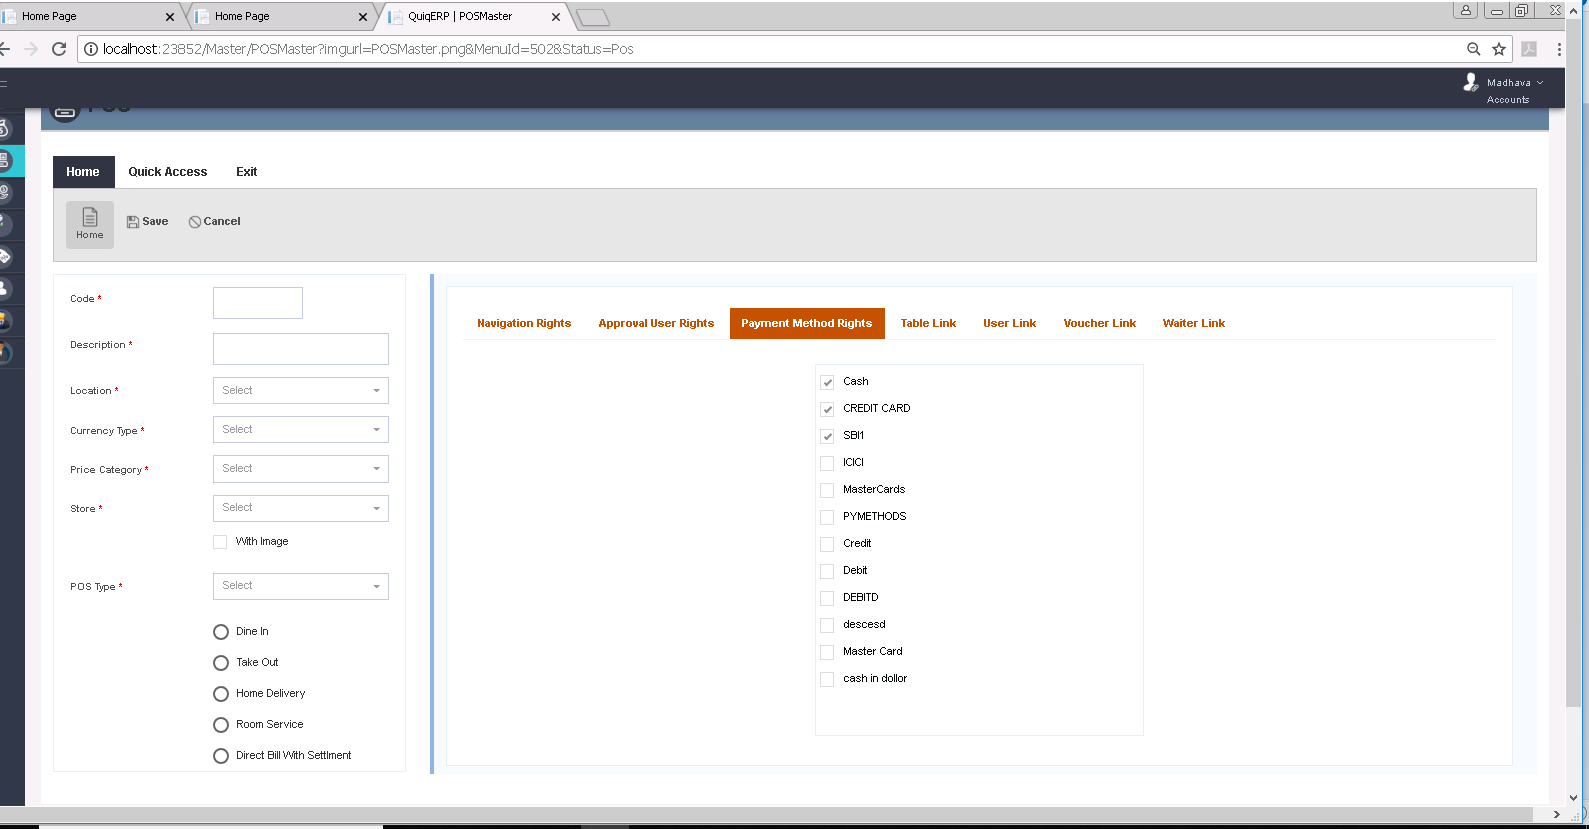 Home Page
Home Page
QuiqERP | POSMaster
localhost:23852/Master/POSMaster?imgurl=POSMaster.png&MenuId=502&Status=Pos
Madhava
Accounts
Home
Quick Access
Exit
Home
Save
Cancel
Code *
Description *
Location *
Select
Currency Type *
Select
Price Category *
Select
Store *
Select
With Image
POS Type *
Select
Dine In
Take Out
Home Delivery
Room Service
Direct Bill With Settlment
Navigation Rights
Approval User Rights
Payment Method Rights
Table Link
User Link
Voucher Link
Waiter Link
Cash
CREDIT CARD
SBI1
ICICI
MasterCards
PYMETHODS
Credit
Debit
DEBITD
descesd
Master Card
cash in dollor